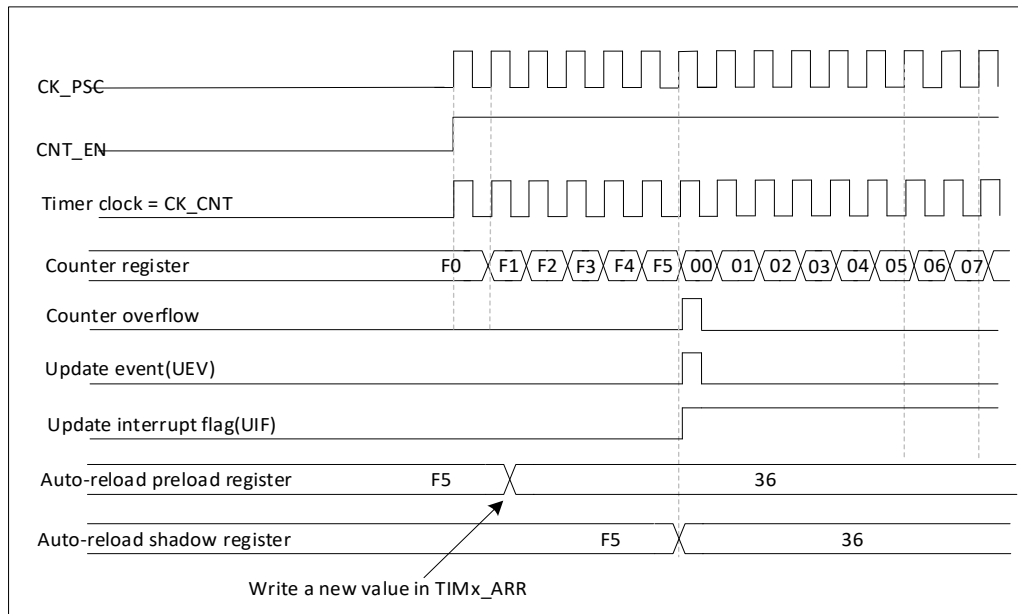 CK_PSC
CNT_EN
Timer clock = CK_CNT
Counter register F0 F1 F2 F3 F4 F5 00 01 02 03 04 05 06 07
Counter overflow
Update event(UEV)
Update interrupt flag(UIF)
Auto-reload preload register F5 36
Auto-reload shadow register F5 36
Write a new value in TIMx_ARR